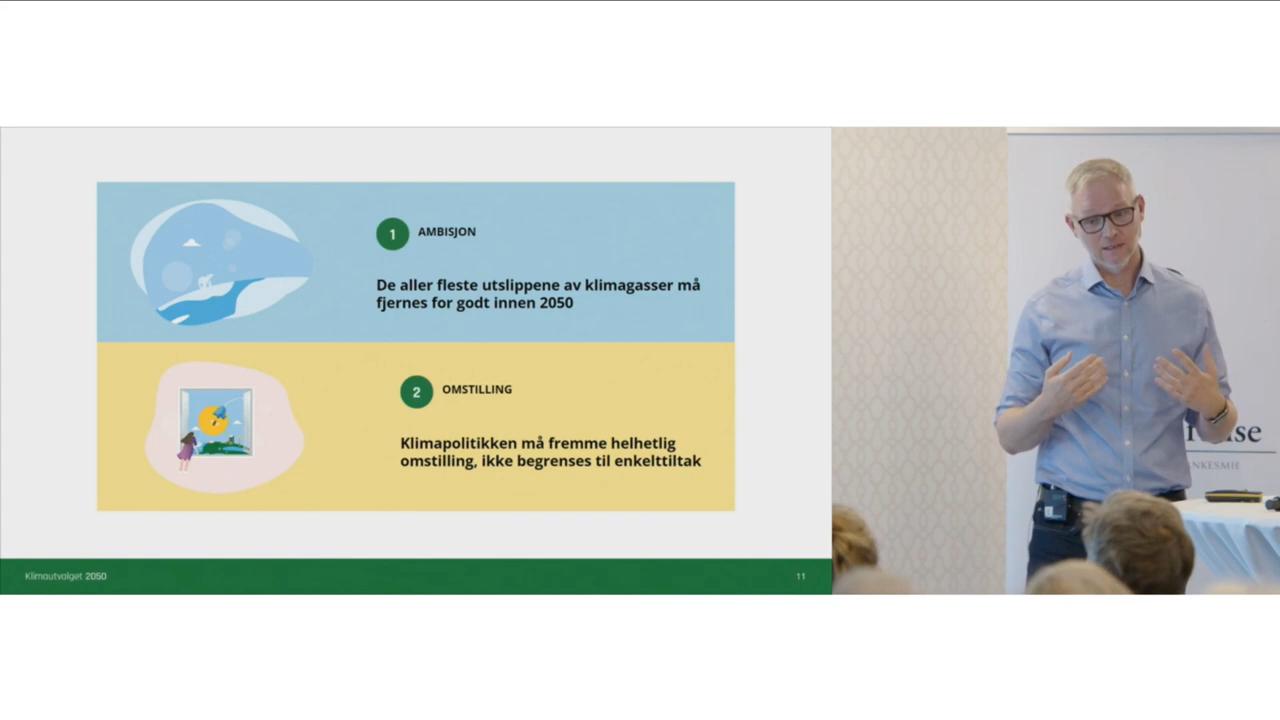 1 AMBISJON
De aller fleste utslippene av klimagasser må
fjernes for godt innen 2050
2 OMSTILLING
Klimapolitikken må fremme helhetlig
omstilling, ikke begrenses til enkelttiltak
Klimautvalget 2050
11